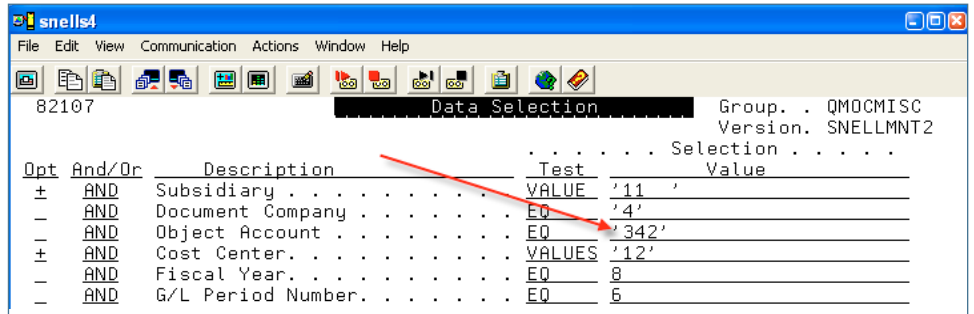 snells4
File Edit View Communication Actions Window Help
82107 Data Selection Group. . QMOCMISC
Version. SNELLMNT2
. . . . . . Selection . . . . .
Opt And/Or Description Test Value
+ AND Subsidiary . . . . . . . . . . VALUE '11   '
_ AND Document Company . . . . . . . EQ '4'
_ AND Object Account . . . . . . . . EQ '342'
+ AND Cost Center. . . . . . . . . . VALUES '12'
_ AND Fiscal Year. . . . . . . . . . EQ 8
_ AND G/L Period Number. . . . . . . EQ 6